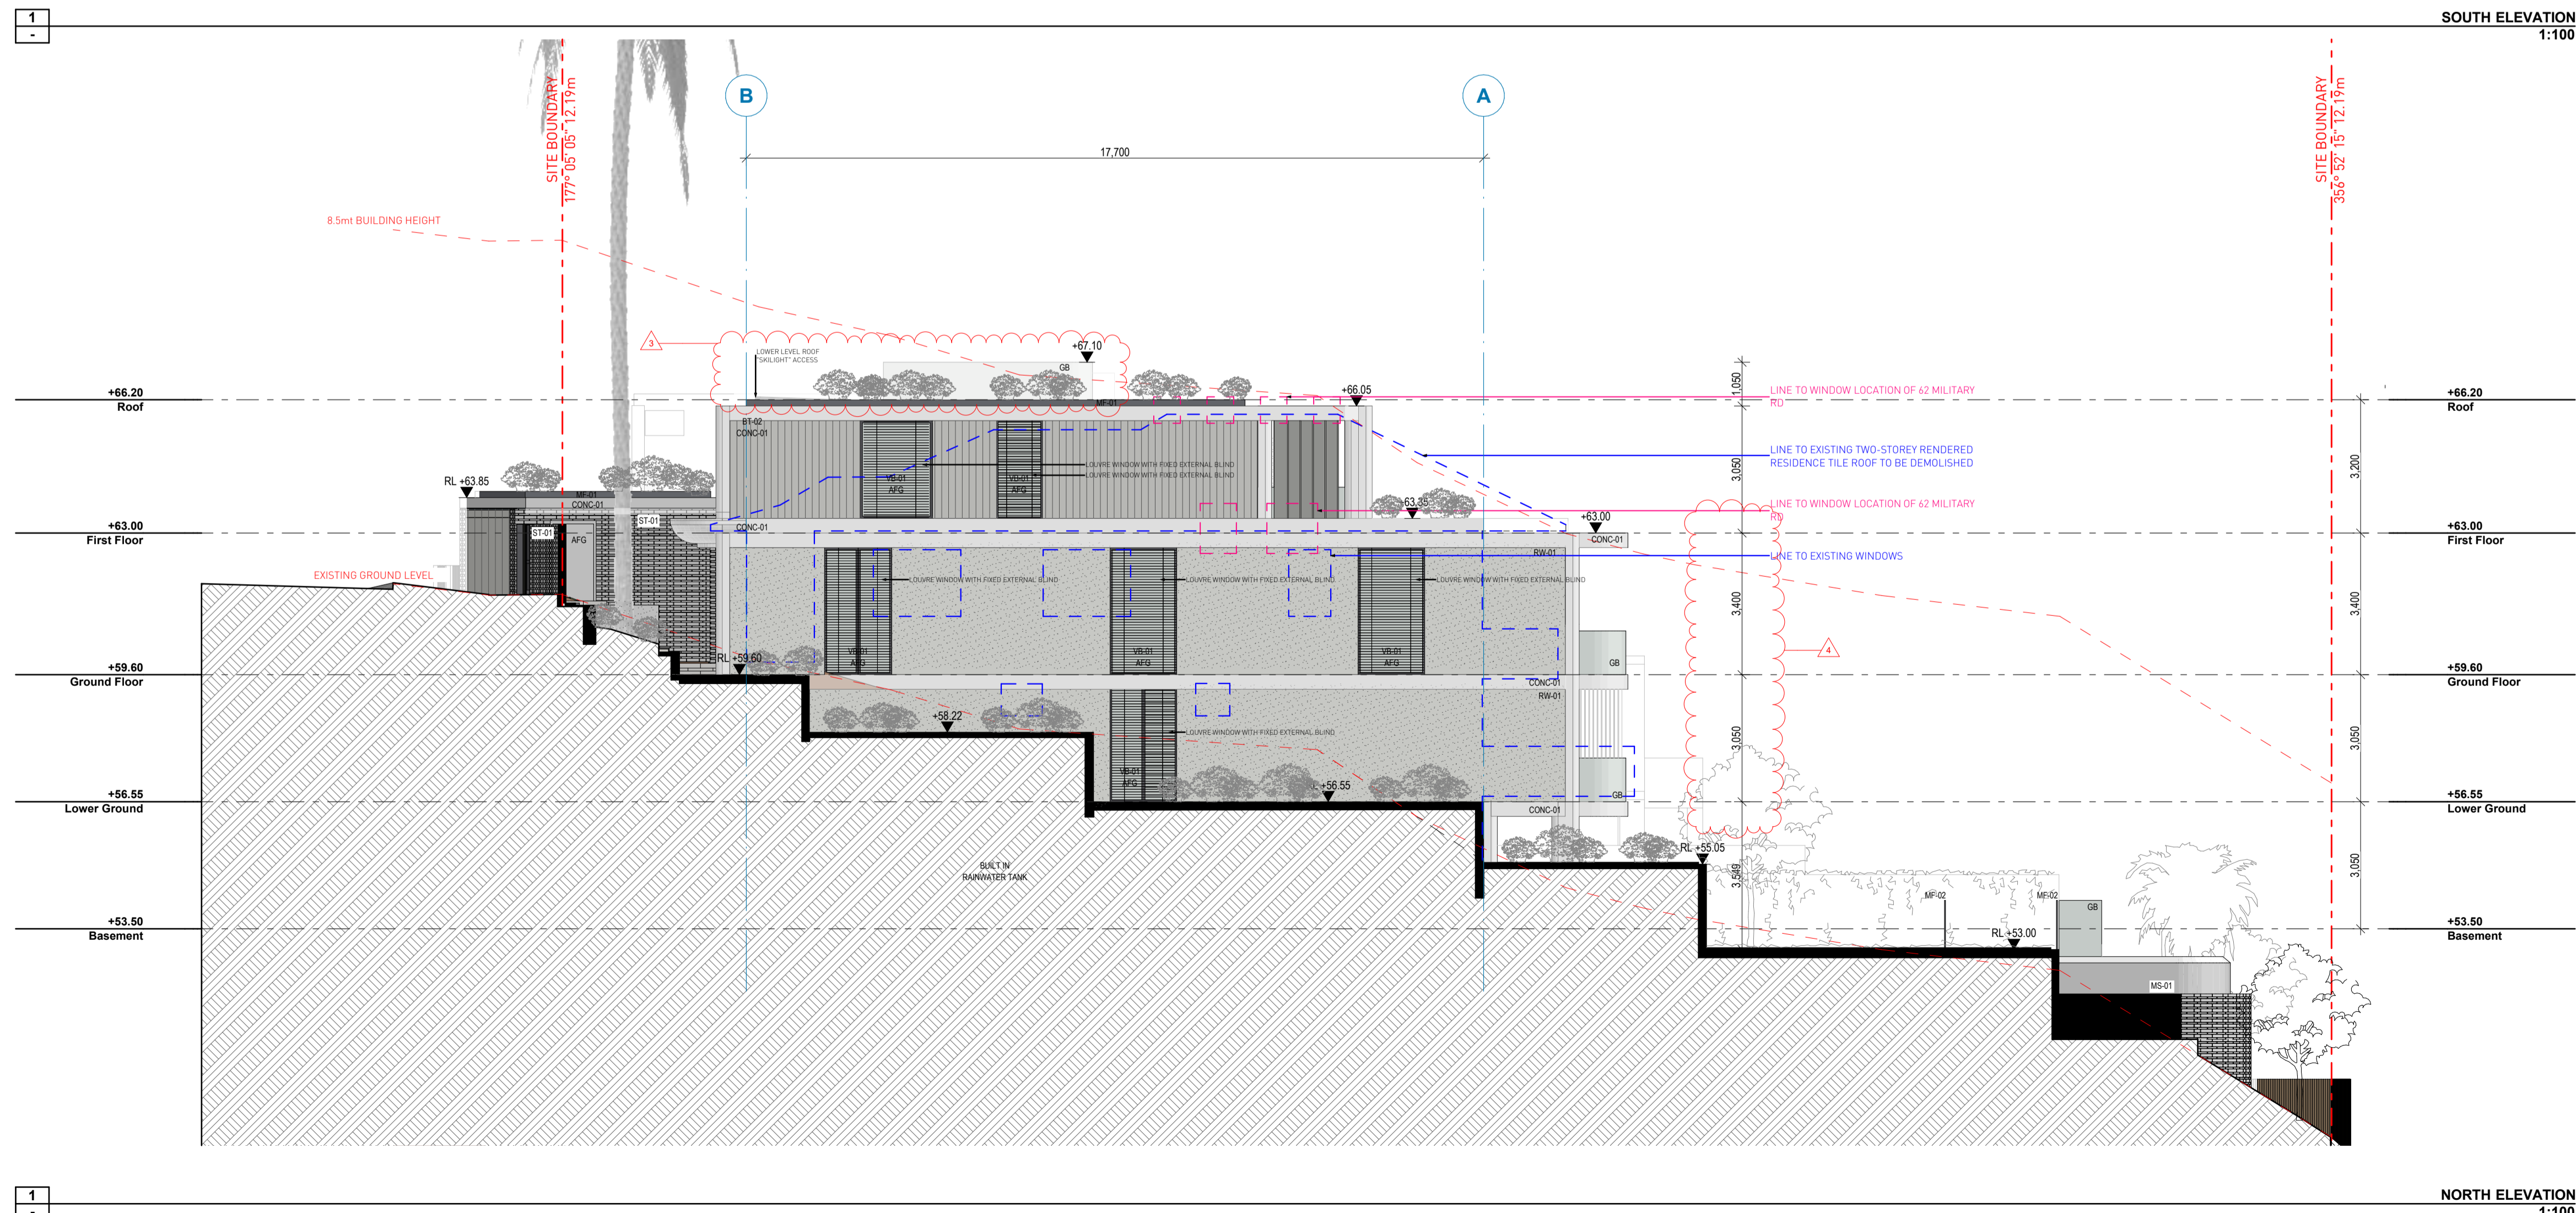 1
-
SOUTH ELEVATION
1:100
SITE BOUNDARY
177° 05' 05" 12.19m
B
A
SITE BOUNDARY
356° 52' 15" 12.19m
17,700
8.5mt BUILDING HEIGHT
3
LOWER LEVEL ROOF
"SKILIGHT" ACCESS
+67.10
GB
1,050
+66.20
Roof
MF-01
+66.05
LINE TO WINDOW LOCATION OF 62 MILITARY
RD
+66.20
Roof
BT-02
CONC-01
LINE TO EXISTING TWO-STOREY RENDERED
RESIDENCE TILE ROOF TO BE DEMOLISHED
LOUVRE WINDOW WITH FIXED EXTERNAL BLIND
LOUVRE WINDOW WITH FIXED EXTERNAL BLIND
3,050
3,200
VB-01
AFG
VB-01
AFG
RL +63.85
MF-01
CONC-01
+63.35
LINE TO WINDOW LOCATION OF 62 MILITARY
RD
ST-01
CONC-01
+63.00
+63.00
First Floor
ST-01
AFG
CONC-01
+63.00
First Floor
RW-01
LINE TO EXISTING WINDOWS
EXISTING GROUND LEVEL
LOUVRE WINDOW WITH FIXED EXTERNAL BLIND
LOUVRE WINDOW WITH FIXED EXTERNAL BLIND
LOUVRE WINDOW WITH FIXED EXTERNAL BLIND
3,400
3,400
4
RL +59.60
VB-01
AFG
VB-01
AFG
VB-01
AFG
GB
+59.60
Ground Floor
CONC-01
RW-01
+59.60
Ground Floor
+58.22
LOUVRE WINDOW WITH FIXED EXTERNAL BLIND
3,050
3,050
VB-01
AFG
+56.55
GB
+56.55
Lower Ground
CONC-01
+56.55
Lower Ground
BUILT IN
RAINWATER TANK
RL +55.05
3,549
3,050
MF-02
MF-02
GB
+53.50
Basement
RL +53.00
+53.50
Basement
MS-01
1
NORTH ELEVATION
1:100